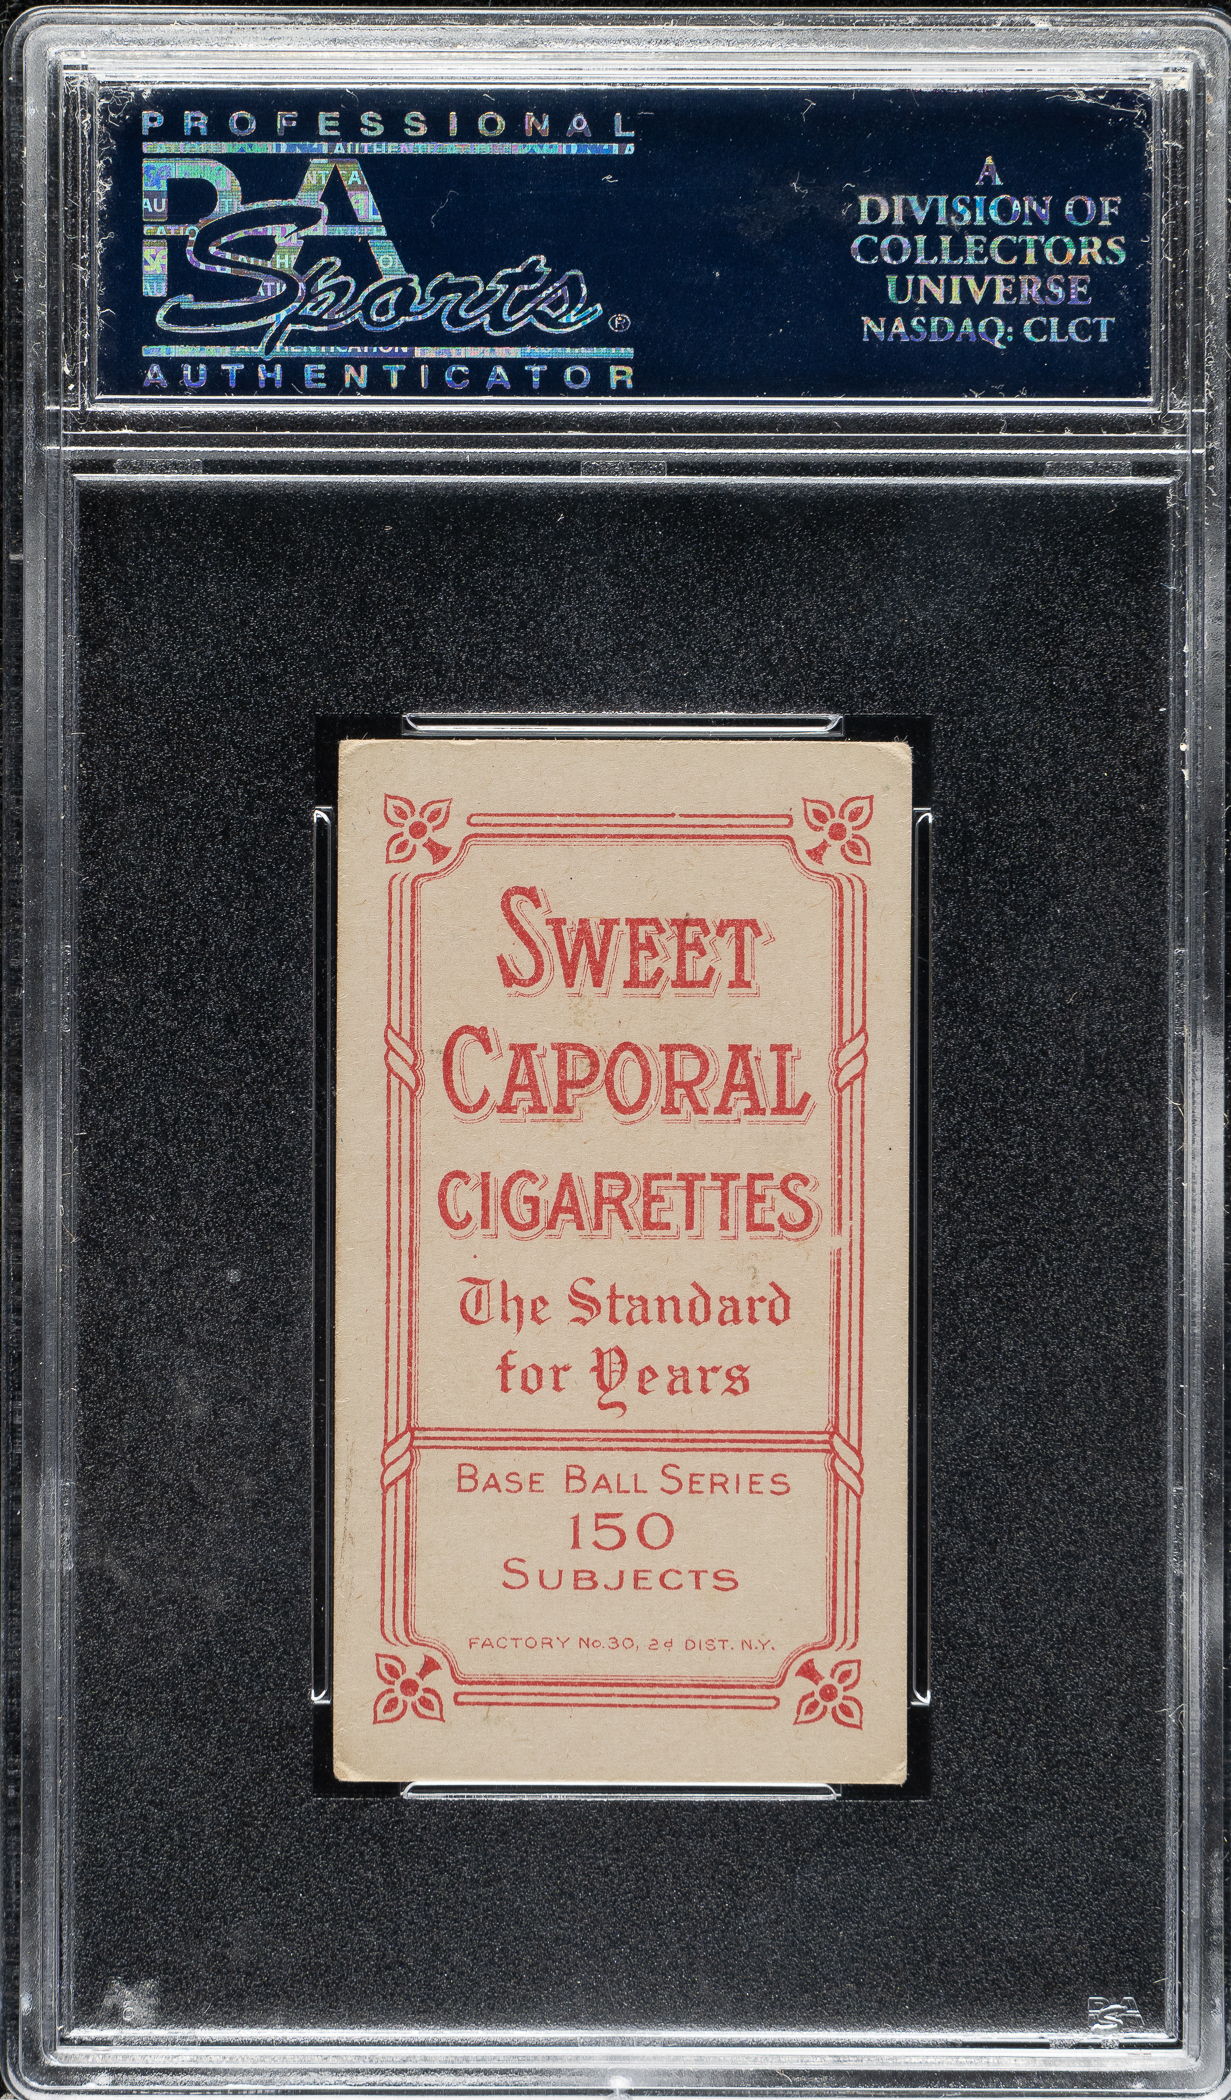 PROFESSIONAL
PSA
Sports®
AUTHENTICATOR
A
DIVISION OF
COLLECTORS
UNIVERSE
NASDAQ: CLCT
SWEET
CAPORAL
CIGARETTES
The Standard
for Years
BASE BALL SERIES
150
SUBJECTS
FACTORY No. 30, 2d DIST. N.Y.
PSA